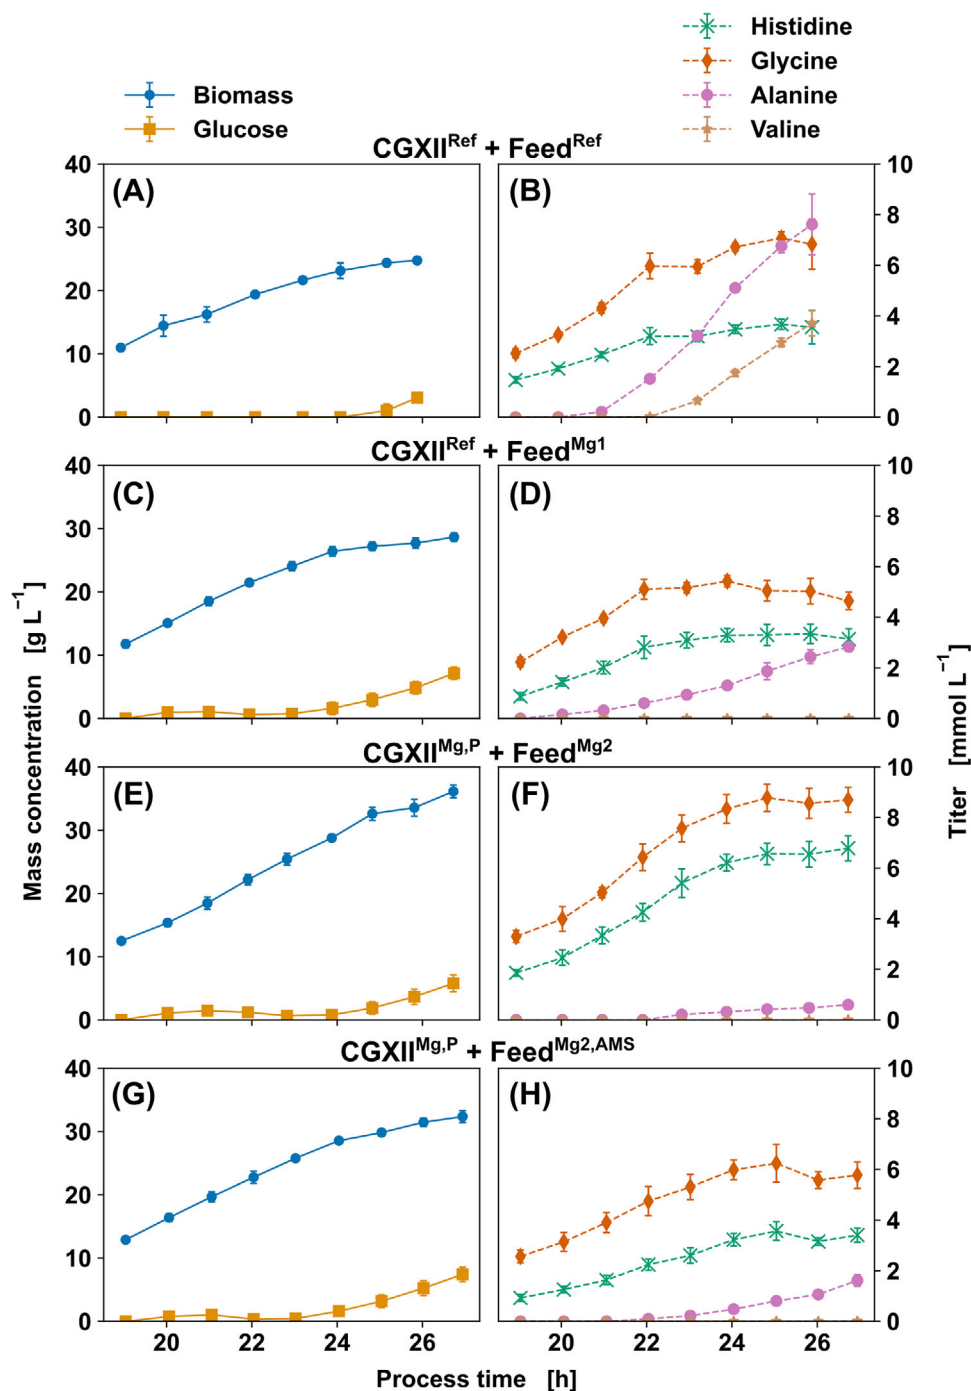 Biomass
Glucose
Histidine
Glycine
Alanine
Valine
CGXII^Ref + Feed^Ref
(A)
(B)
40
30
20
10
0
10
8
6
4
2
0
CGXII^Ref + Feed^Mg1
(C)
(D)
40
30
20
10
0
10
8
6
4
2
0
CGXII^Mg,P + Feed^Mg2
(E)
(F)
40
30
20
10
0
10
8
6
4
2
0
CGXII^Mg,P + Feed^Mg2,AMS
(G)
(H)
40
30
20
10
0
10
8
6
4
2
0
20 22 24 26
20 22 24 26
Mass concentration [g L⁻¹]
Titer [mmol L⁻¹]
Process time [h]